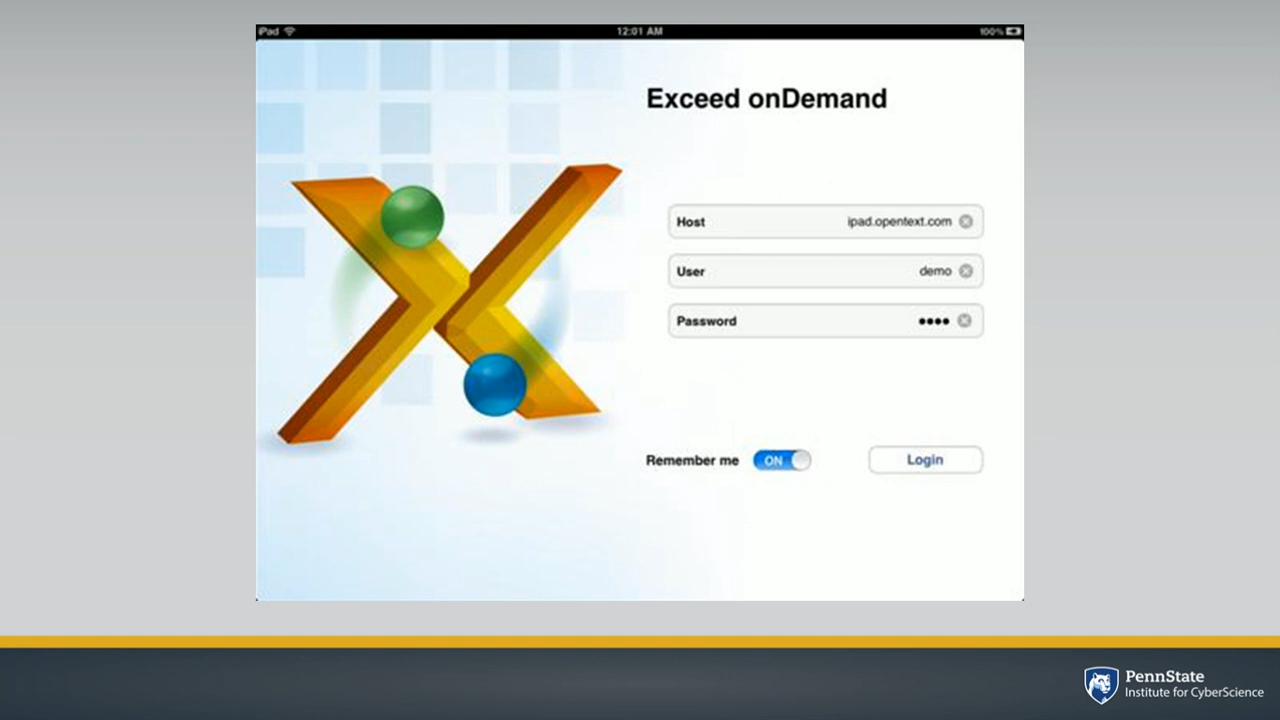 iPad
12:01 AM
100%
Exceed onDemand
Host
ipad.opentext.com
User
demo
Password
••••
Remember me
ON
Login
PennState
Institute for CyberScience